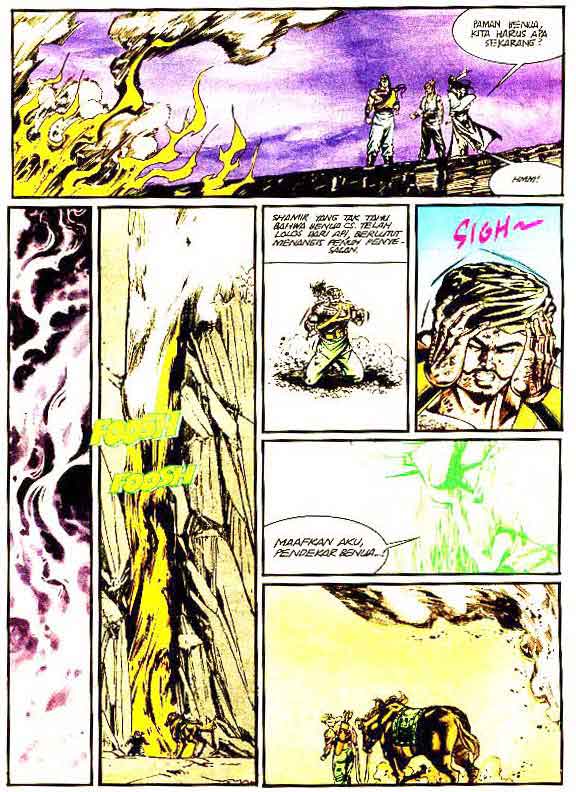 PAMAN BENUA,
KITA HARUS APA
SEKARANG?
HMM!
SHAMIR YANG TAK TAHU
BAHWA BENUA CS. TELAH
LOLOS DARI API, BERLUTUT
MENANGIS PENUH PENYE-
SALAN.
SIGH~
FOOSH
FOOSH
MAAFKAN AKU,
PENDEKAR BENUA..!